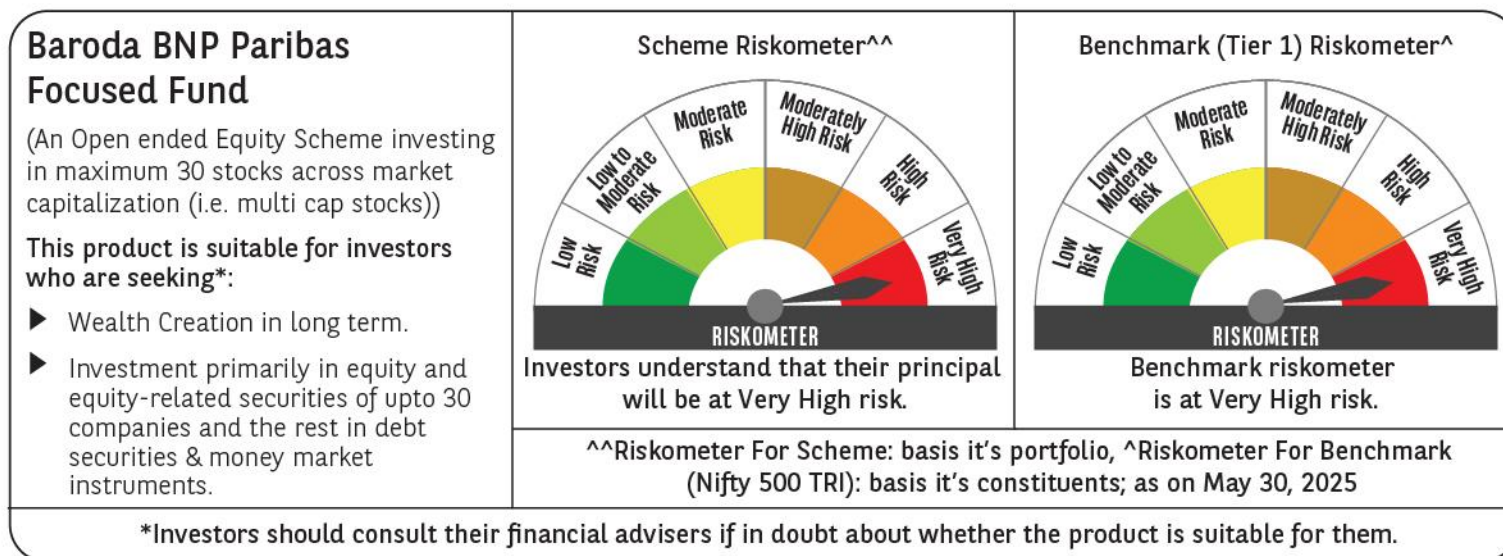 Baroda BNP Paribas
Focused Fund
(An Open ended Equity Scheme investing
in maximum 30 stocks across market
capitalization (i.e. multi cap stocks))
This product is suitable for investors
who are seeking*:
▶ Wealth Creation in long term.
▶ Investment primarily in equity and
equity-related securities of upto 30
companies and the rest in debt
securities & money market
instruments.
Scheme Riskometer^^
Low
Risk
Low to
Moderate
Risk
Moderate
Risk
Moderately
High Risk
High
Risk
Very High
Risk
RISKOMETER
Investors understand that their principal
will be at Very High risk.
Benchmark (Tier 1) Riskometer^
Low
Risk
Low to
Moderate
Risk
Moderate
Risk
Moderately
High Risk
High
Risk
Very High
Risk
RISKOMETER
Benchmark riskometer
is at Very High risk.
^^Riskometer For Scheme: basis it's portfolio, ^Riskometer For Benchmark
(Nifty 500 TRI): basis it's constituents; as on May 30, 2025
*Investors should consult their financial advisers if in doubt about whether the product is suitable for them.